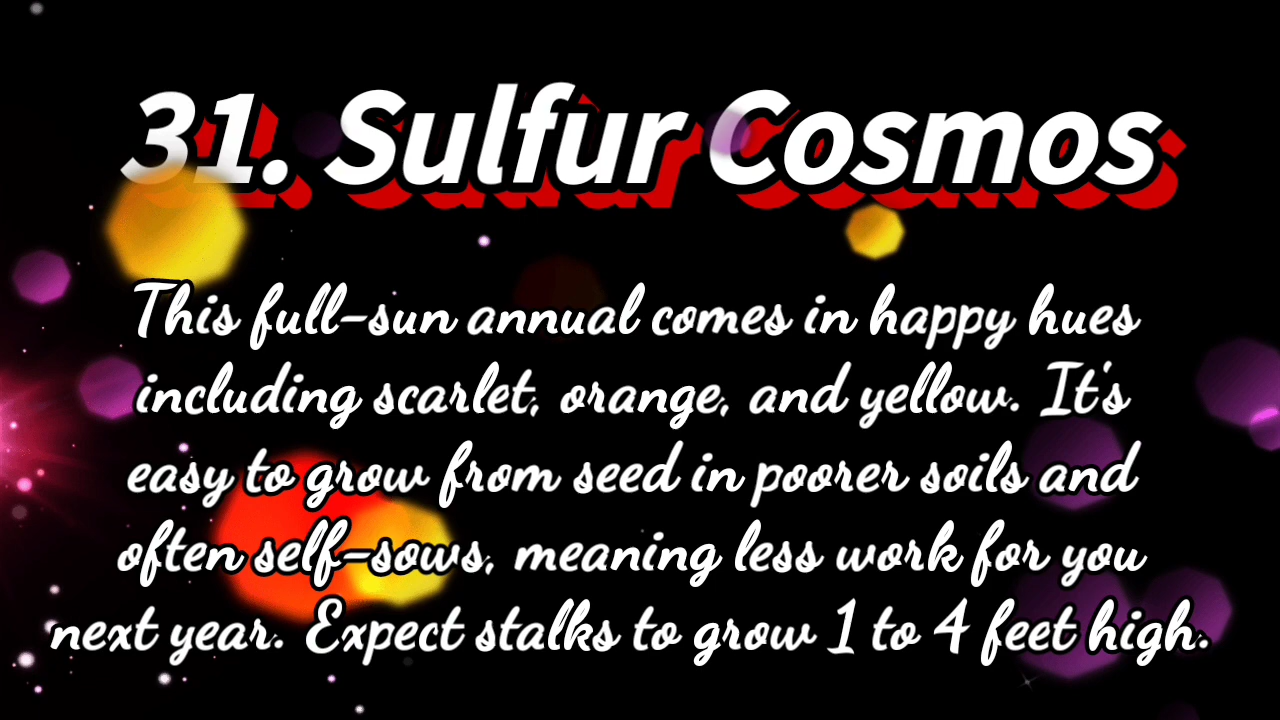 31. Sulfur Cosmos
This full-sun annual comes in happy hues
including scarlet, orange, and yellow. It's
easy to grow from seed in poorer soils and
often self-sows, meaning less work for you
next year. Expect stalks to grow 1 to 4 feet high.